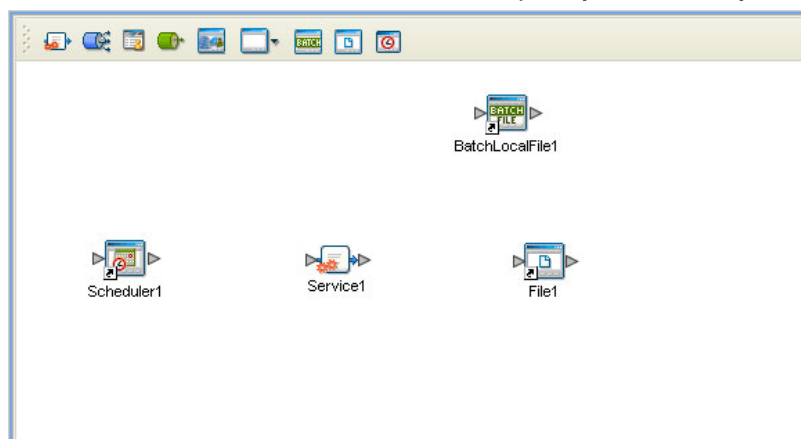 BATCH
BATCH
FILE
BatchLocalFile1
Scheduler1
Service1
File1